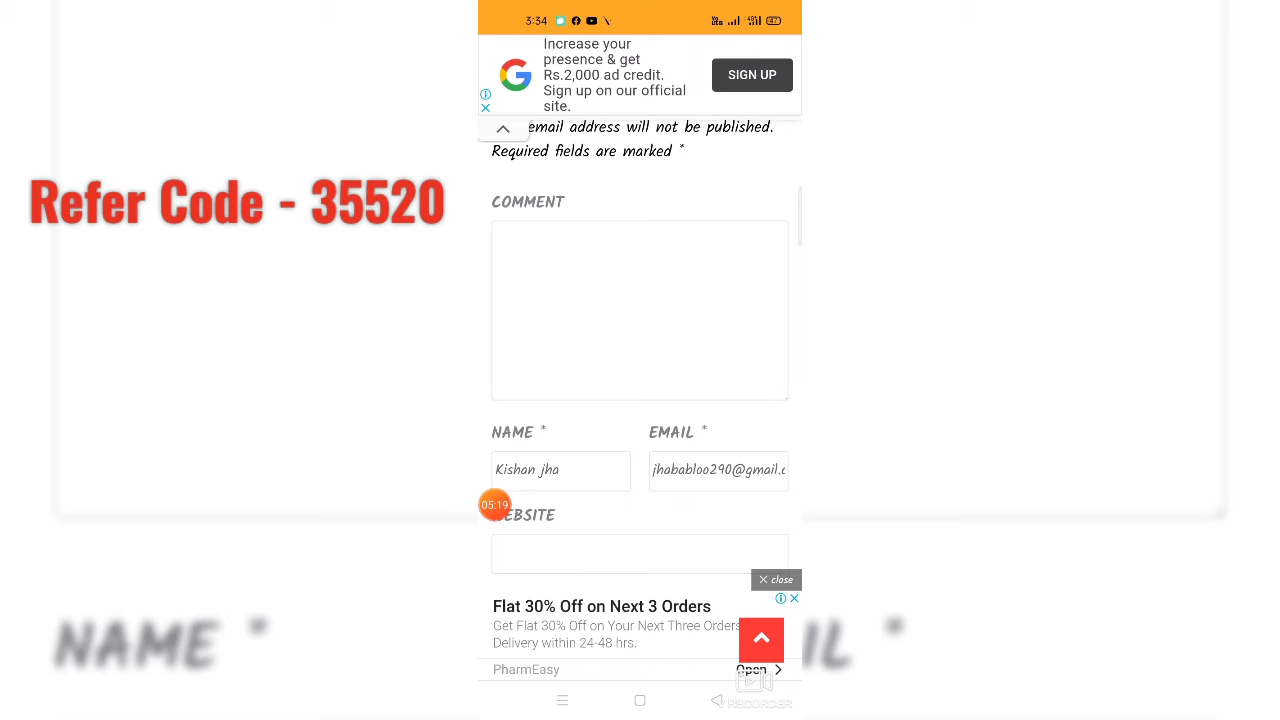 3:34
47
Increase your
presence & get
Rs.2,000 ad credit.
Sign up on our official
site.
SIGN UP
email address will not be published.
Required fields are marked *
Refer Code - 35520
COMMENT
NAME *
EMAIL *
Kishan jha
jhababloo290@gmail.c
05:19
EBSITE
close
Flat 30% Off on Next 3 Orders
Get Flat 30% Off on Your Next Three Orders
Delivery within 24-48 hrs.
PharmEasy
Open
RECORDER
NAME *
IL *